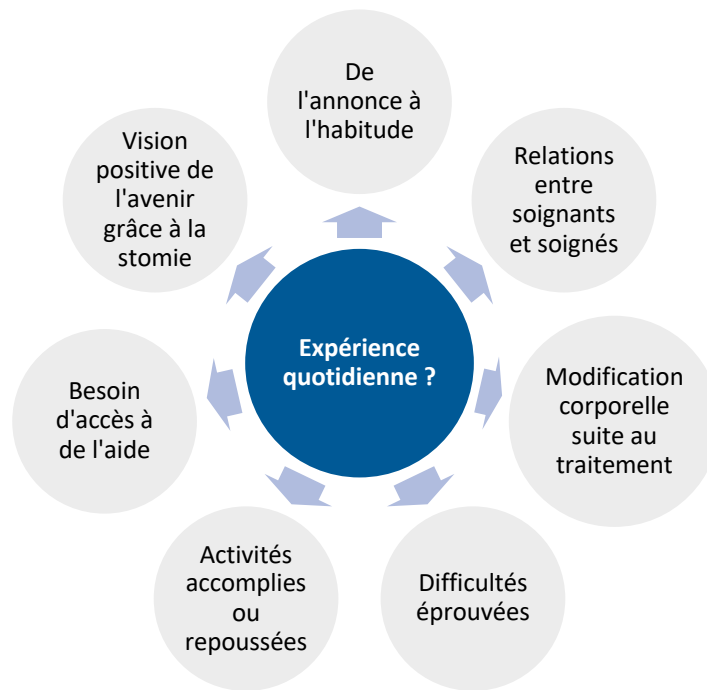 De
l'annonce à
l'habitude
Relations
entre
soignants
et soignés
Modification
corporelle
suite au
traitement
Difficultés
éprouvées
Activités
accomplies
ou
repoussées
Besoin
d'accès à
de l'aide
Vision
positive de
l'avenir
grâce à la
stomie
Expérience
quotidienne ?